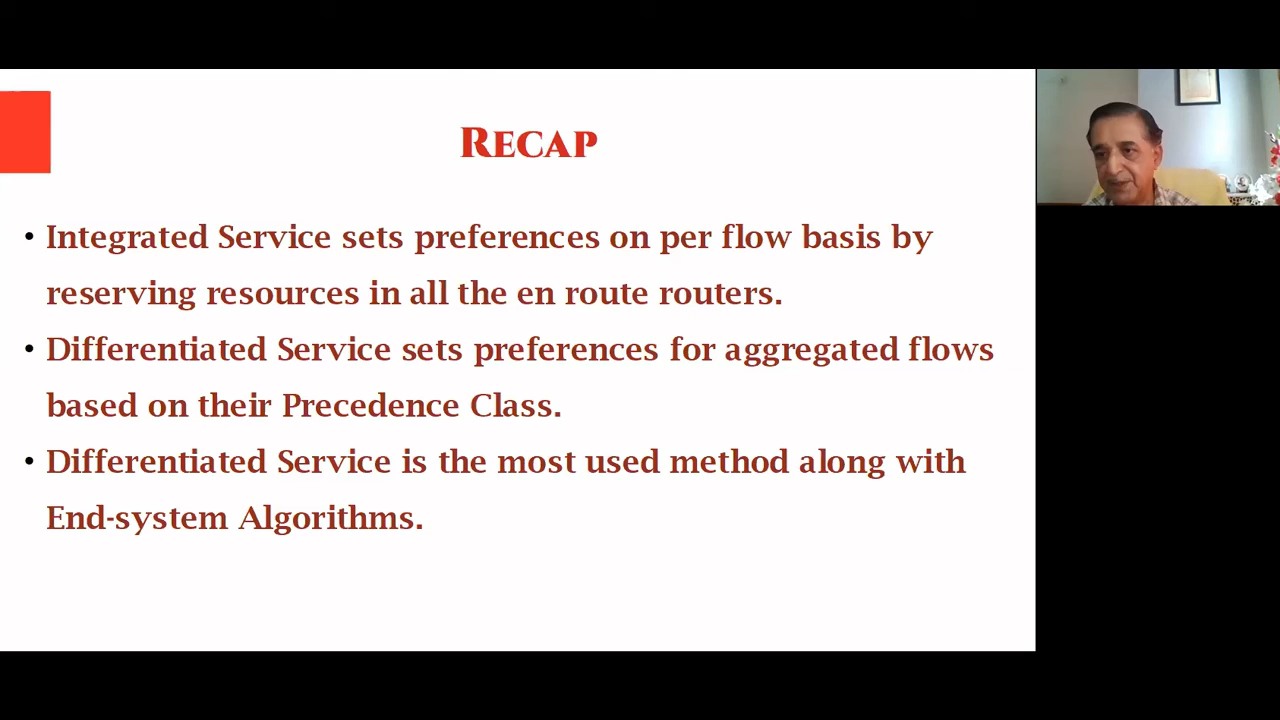 Recap
• Integrated Service sets preferences on per flow basis by
reserving resources in all the en route routers.
• Differentiated Service sets preferences for aggregated flows
based on their Precedence Class.
• Differentiated Service is the most used method along with
End-system Algorithms.